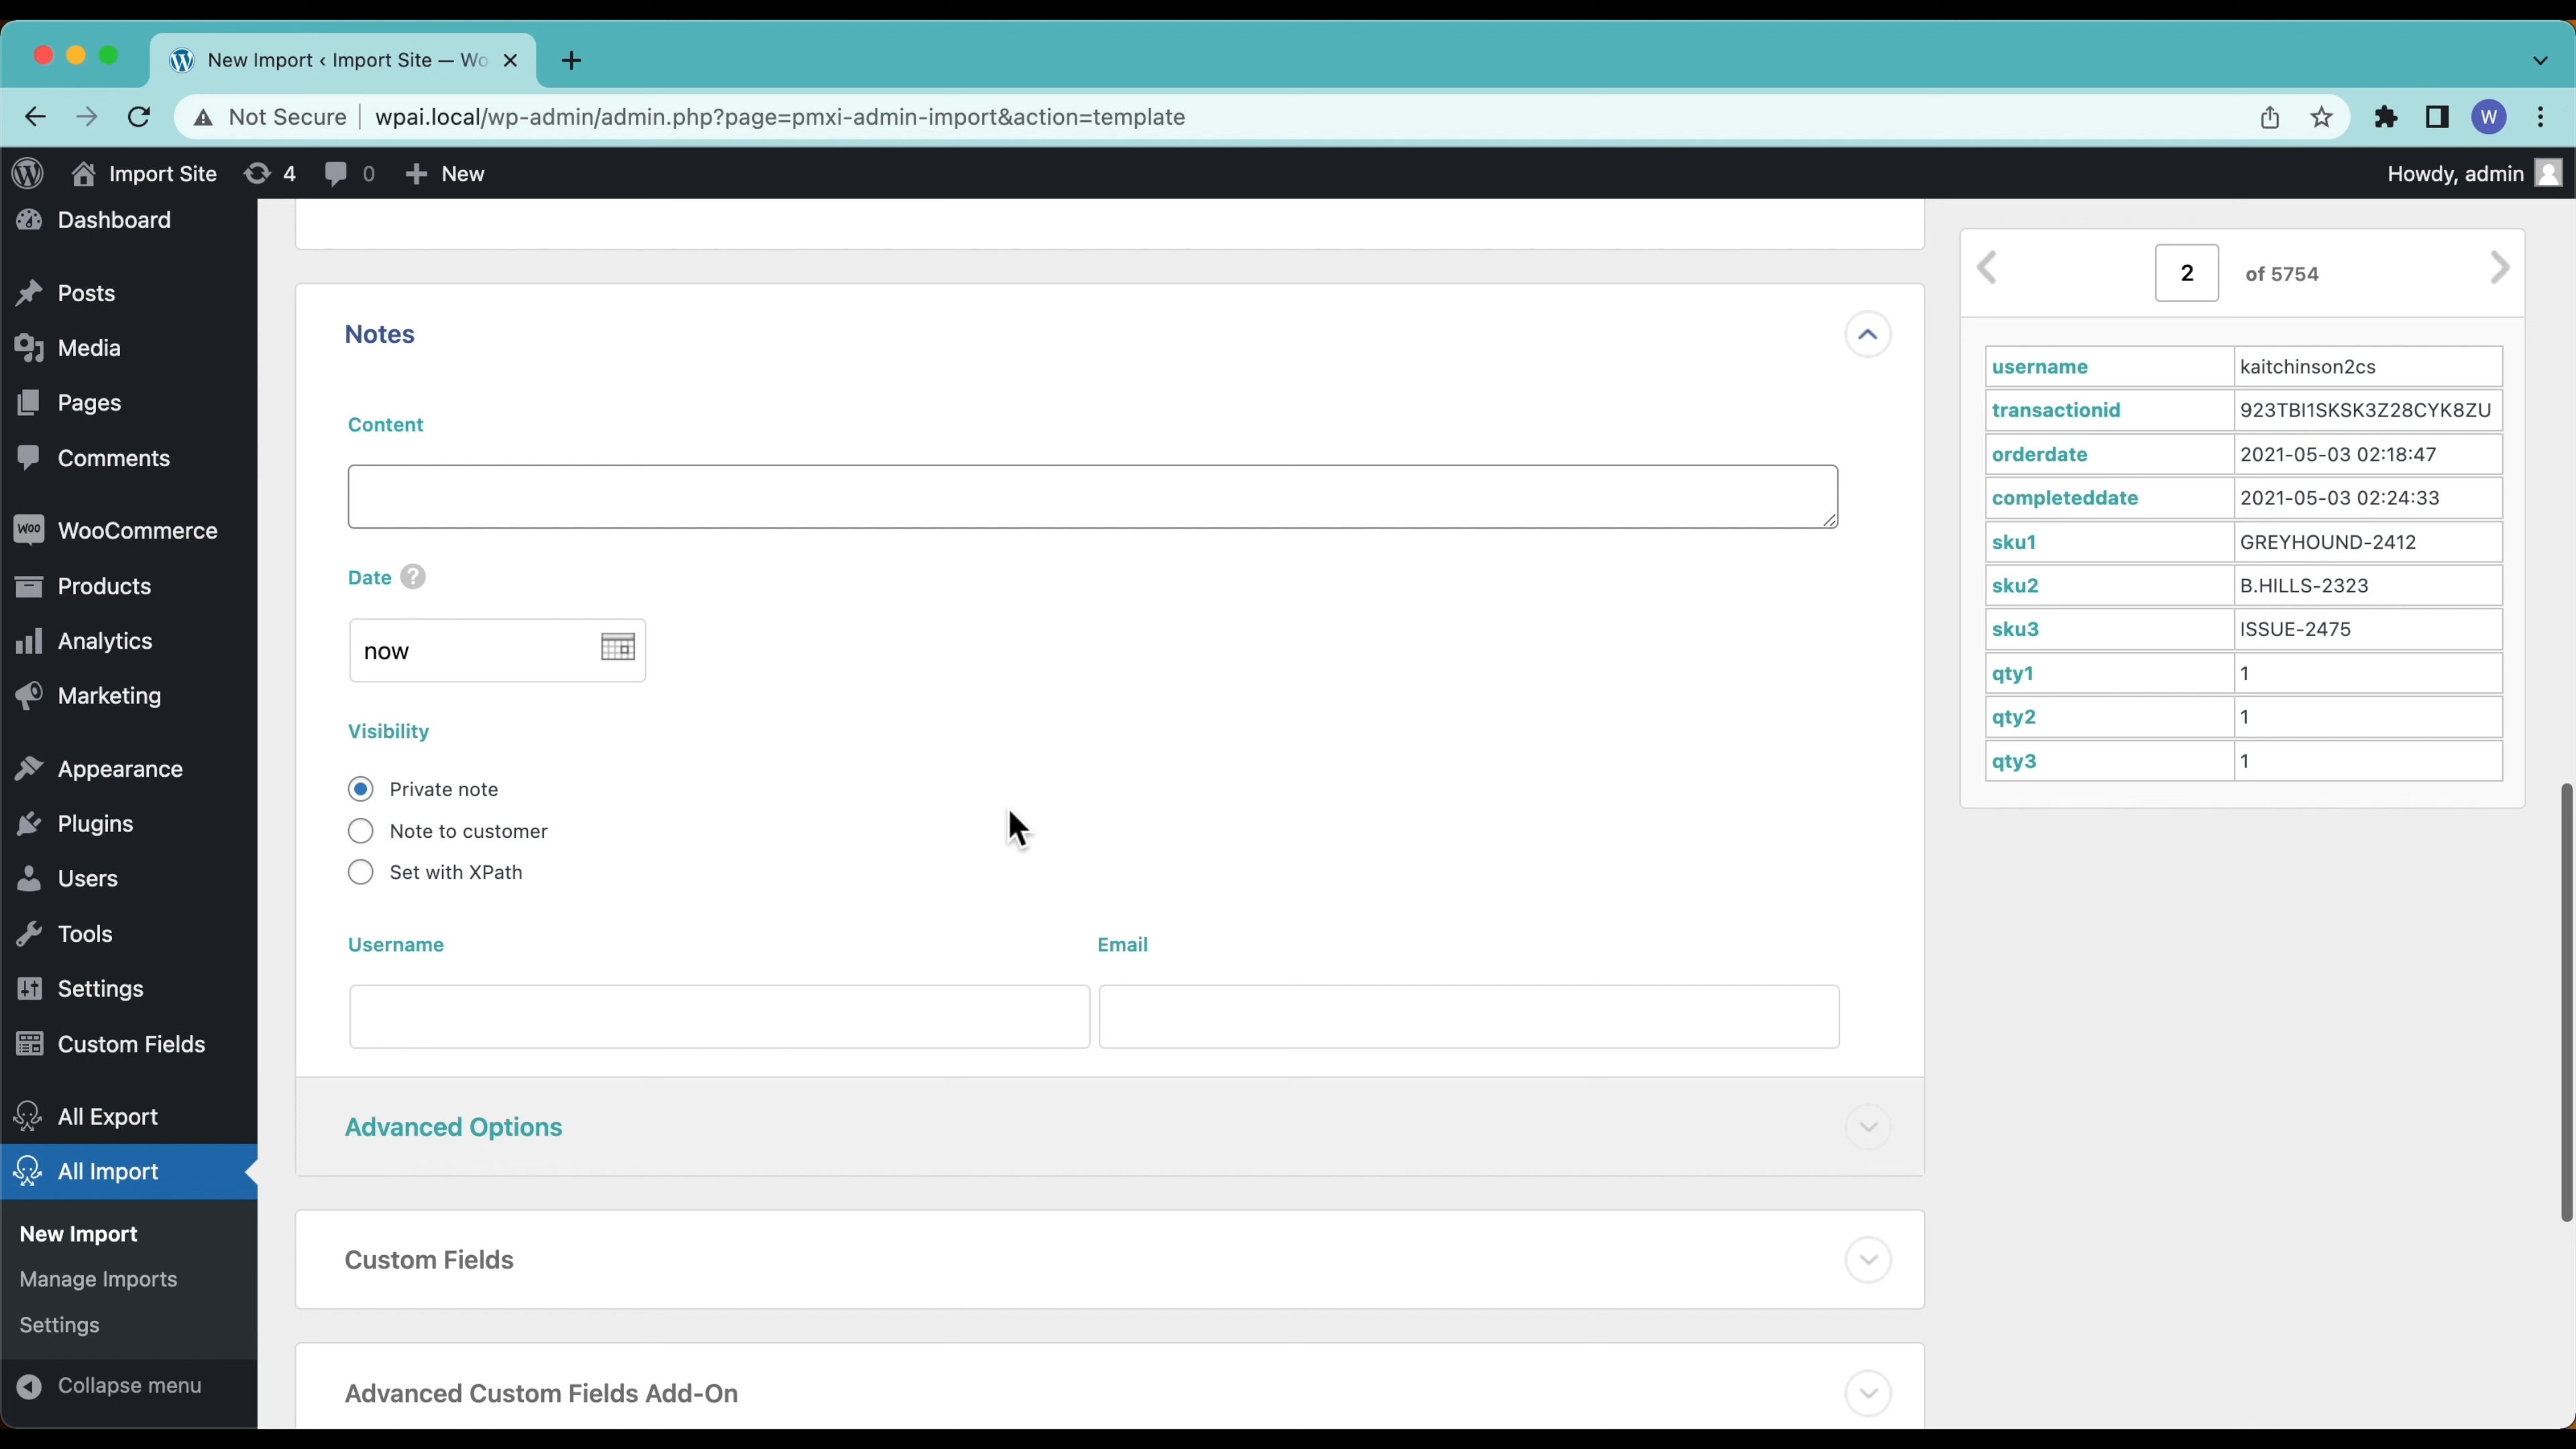 New Import ‹ Import Site — Wo
Not Secure wpai.local/wp-admin/admin.php?page=pmxi-admin-import&action=template W
Import Site 4 0 New Howdy, admin
Dashboard
Posts
Media
Pages
Comments
WOO WooCommerce
Products
Analytics
Marketing
Appearance
Plugins
Users
Tools
Settings
Custom Fields
All Export
All Import
New Import
Manage Imports
Settings
Collapse menu
Notes
Content
Date ?
now
Visibility
Private note
Note to customer
Set with XPath
Username Email
Advanced Options
Custom Fields
Advanced Custom Fields Add-On
2 of 5754
username kaitchinson2cs
transactionid 923TBI1SKSK3Z28CYK8ZU
orderdate 2021-05-03 02:18:47
completeddate 2021-05-03 02:24:33
sku1 GREYHOUND-2412
sku2 B.HILLS-2323
sku3 ISSUE-2475
qty1 1
qty2 1
qty3 1